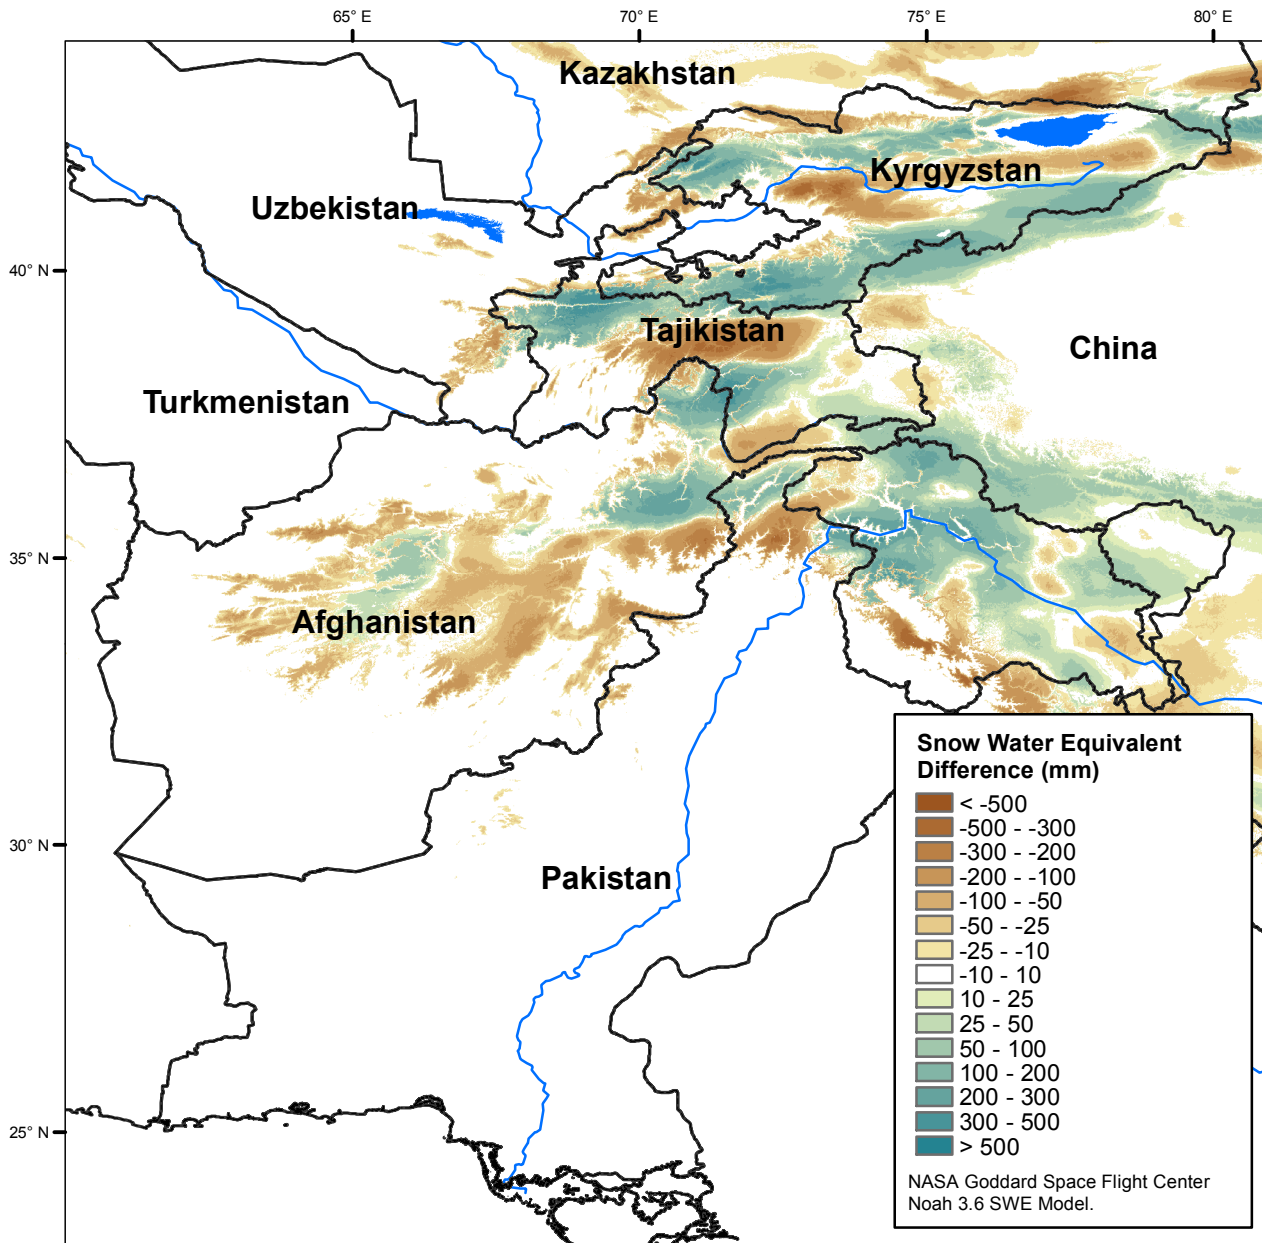 65° E
70° E
75° E
80° E
Kazakhstan
Kyrgyzstan
Uzbekistan
40° N
Tajikistan
China
Turkmenistan
35° N
Afghanistan
30° N
Pakistan
25° N
Snow Water Equivalent
Difference (mm)
< -500
-500 - -300
-300 - -200
-200 - -100
-100 - -50
-50 - -25
-25 - -10
-10 - 10
10 - 25
25 - 50
50 - 100
100 - 200
200 - 300
300 - 500
> 500
NASA Goddard Space Flight Center
Noah 3.6 SWE Model.